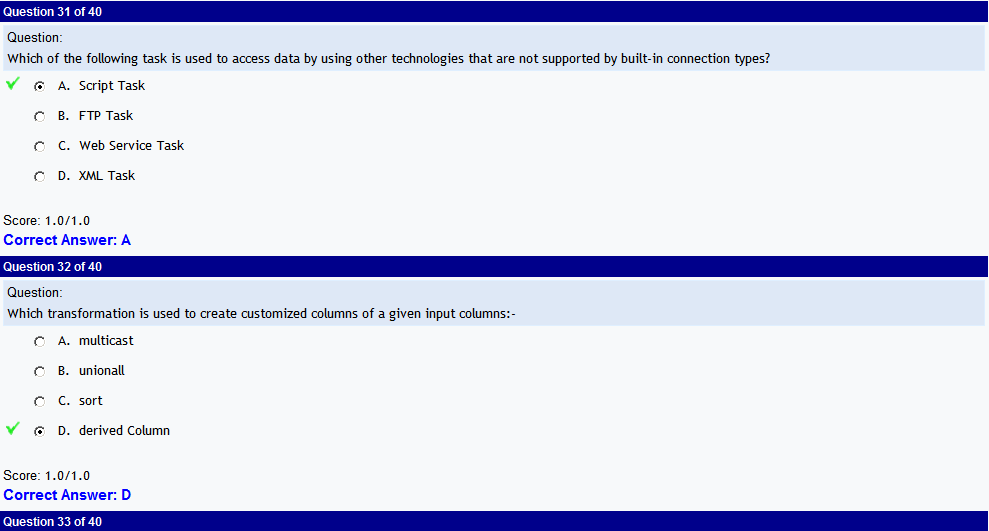 Question 31 of 40
Question:
Which of the following task is used to access data by using other technologies that are not supported by built-in connection types?
A. Script Task
B. FTP Task
C. Web Service Task
D. XML Task
Score: 1.0/1.0
Correct Answer: A
Question 32 of 40
Question:
Which transformation is used to create customized columns of a given input columns:-
A. multicast
B. unionall
C. sort
D. derived Column
Score: 1.0/1.0
Correct Answer: D
Question 33 of 40